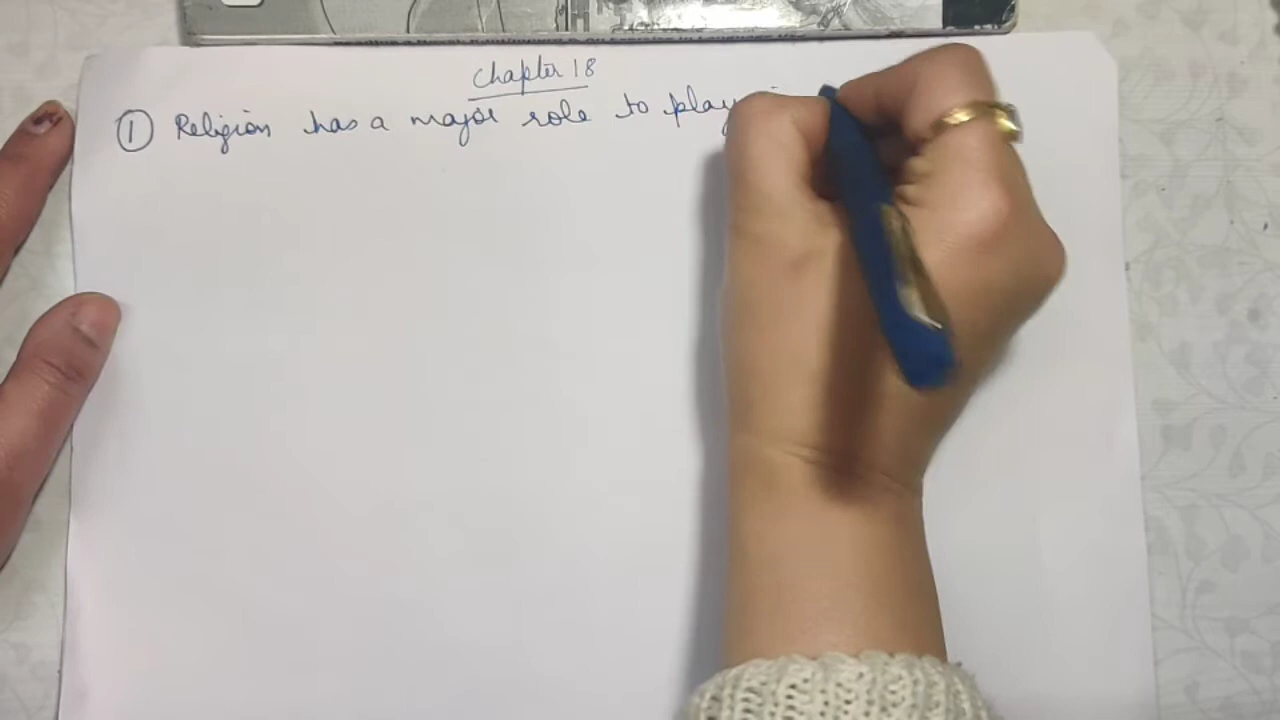 Chapter 18
① Religion has a major role to play